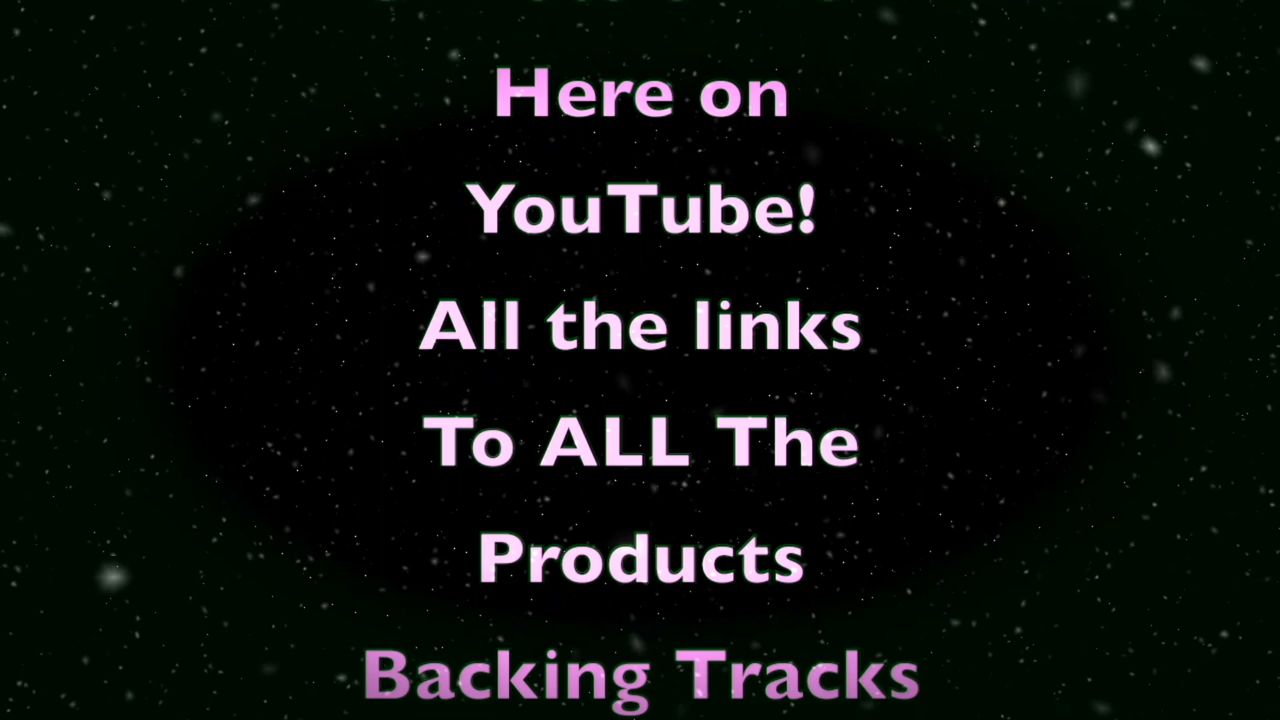 Here on
YouTube!
All the links
To ALL The
Products
Backing Tracks